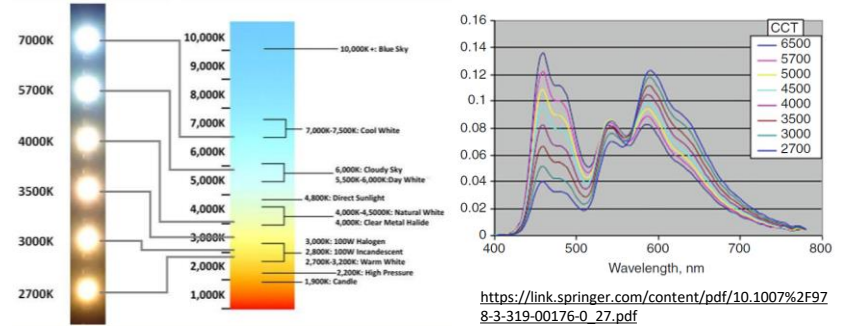 7000K
5700K
4000K
3500K
3000K
2700K
10,000K
9,000K
8,000K
7,000K
6,000K
5,000K
4,000K
3,000K
2,000K
1,000K
10,000K +: Blue Sky
7,000K-7,500K: Cool White
6,000K: Cloudy Sky
5,500K-6,000K:Day White
4,800K: Direct Sunlight
4,000K-4,5000K: Natural White
4,000K: Clear Metal Halide
3,000K: 100W Halogen
2,800K: 100W Incandescent
2,700K-3,200K: Warm White
2,200K: High Pressure
1,900K: Candle
0.16
0.14
0.12
0.1
0.08
0.06
0.04
0.02
0
400 500 600 700 800
Wavelength, nm
CCT
6500
5700
5000
4500
4000
3500
3000
2700
https://link.springer.com/content/pdf/10.1007%2F97
8-3-319-00176-0_27.pdf